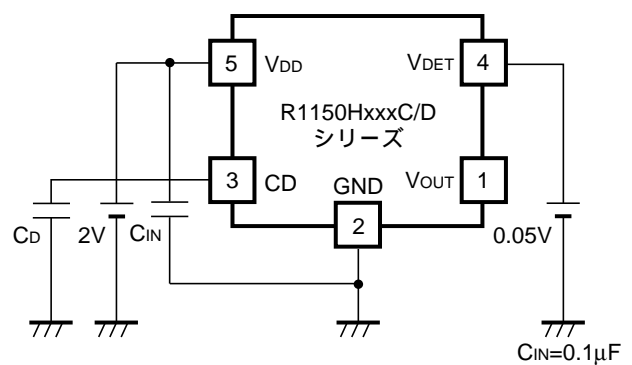 5 VDD VDET 4
R1150HxxxC/D
シリーズ
3 CD VOUT 1
GND
2
CD 2V CIN 0.05V
CIN=0.1μF